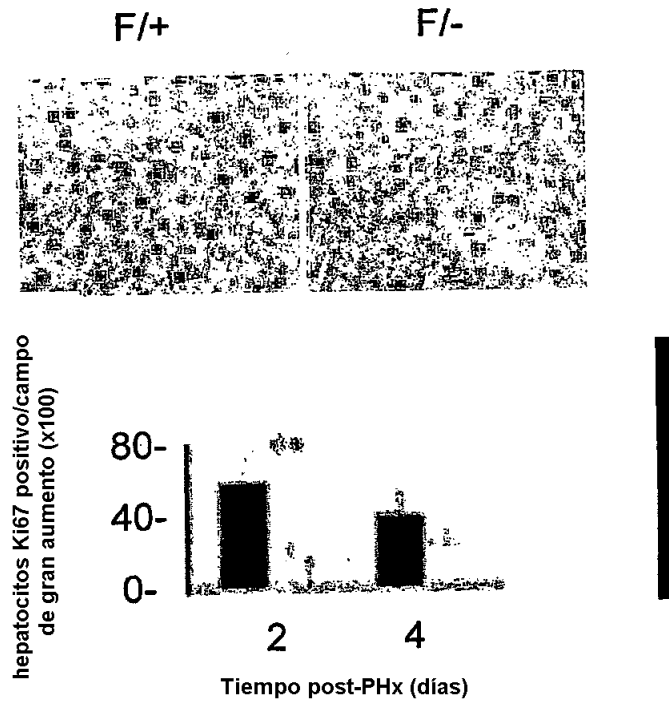 F/+
F/-
hepatocitos Ki67 positivo/campo
de gran aumento (x100)
80-
40-
0-
2
4
Tiempo post-PHx (días)